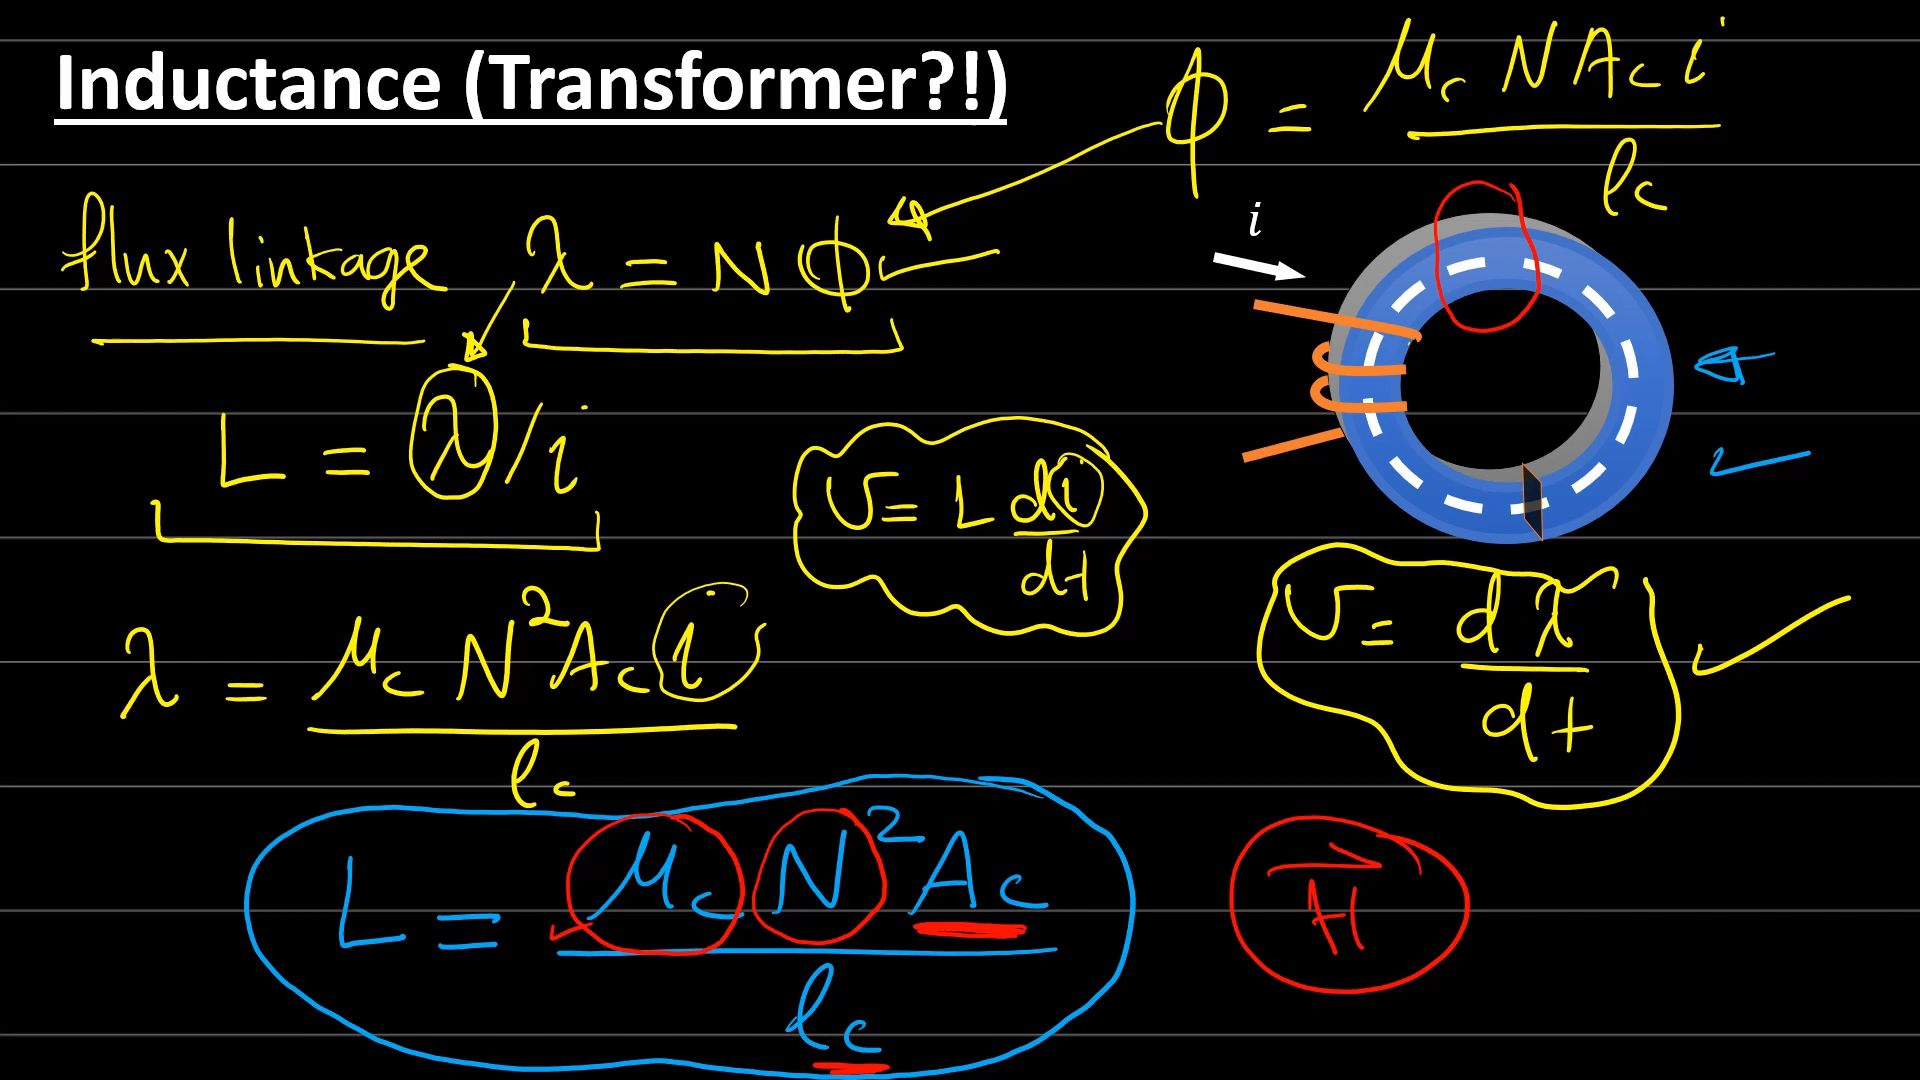 Inductance (Transformer?!)
ϕ = μc N Ac i / lc
flux linkage λ = Nϕ
i
L = λ/i
v = L di/dt
λ = μc N² Ac i / lc
v = dλ/dt
L = μc N² Ac / lc
H